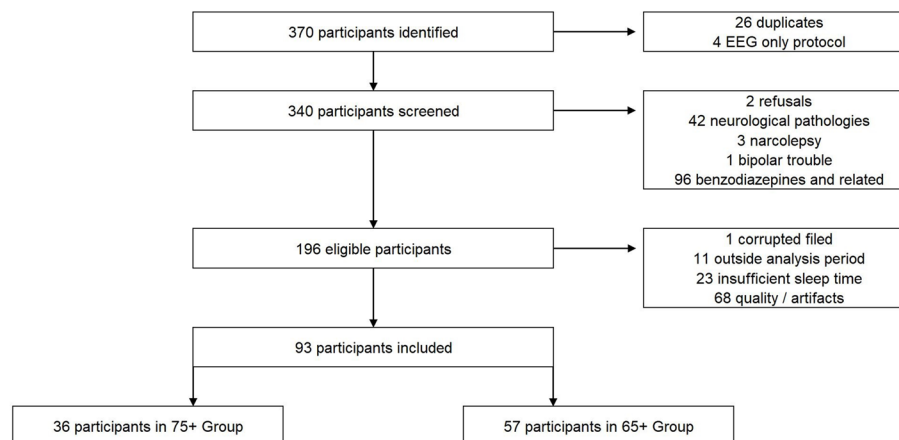 370 participants identified
26 duplicates
4 EEG only protocol
340 participants screened
2 refusals
42 neurological pathologies
3 narcolepsy
1 bipolar trouble
96 benzodiazepines and related
196 eligible participants
1 corrupted filed
11 outside analysis period
23 insufficient sleep time
68 quality / artifacts
93 participants included
36 participants in 75+ Group
57 participants in 65+ Group